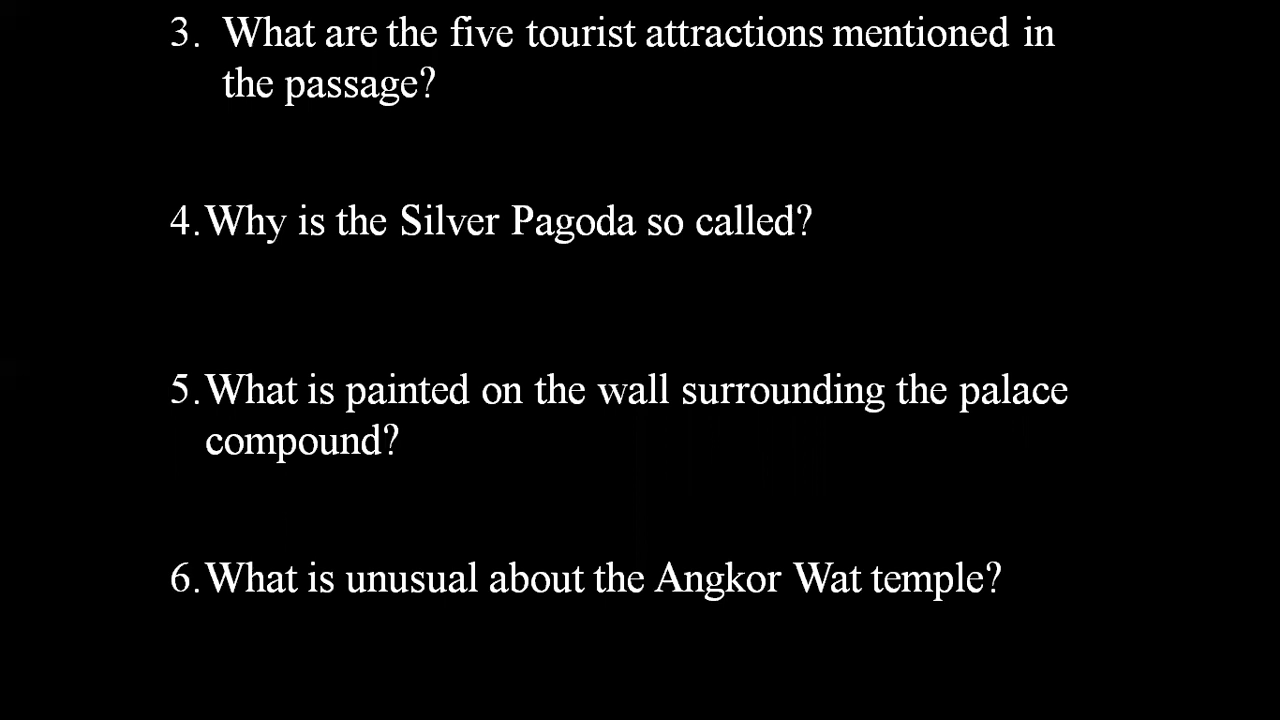 3. What are the five tourist attractions mentioned in
the passage?
4. Why is the Silver Pagoda so called?
5. What is painted on the wall surrounding the palace
compound?
6. What is unusual about the Angkor Wat temple?